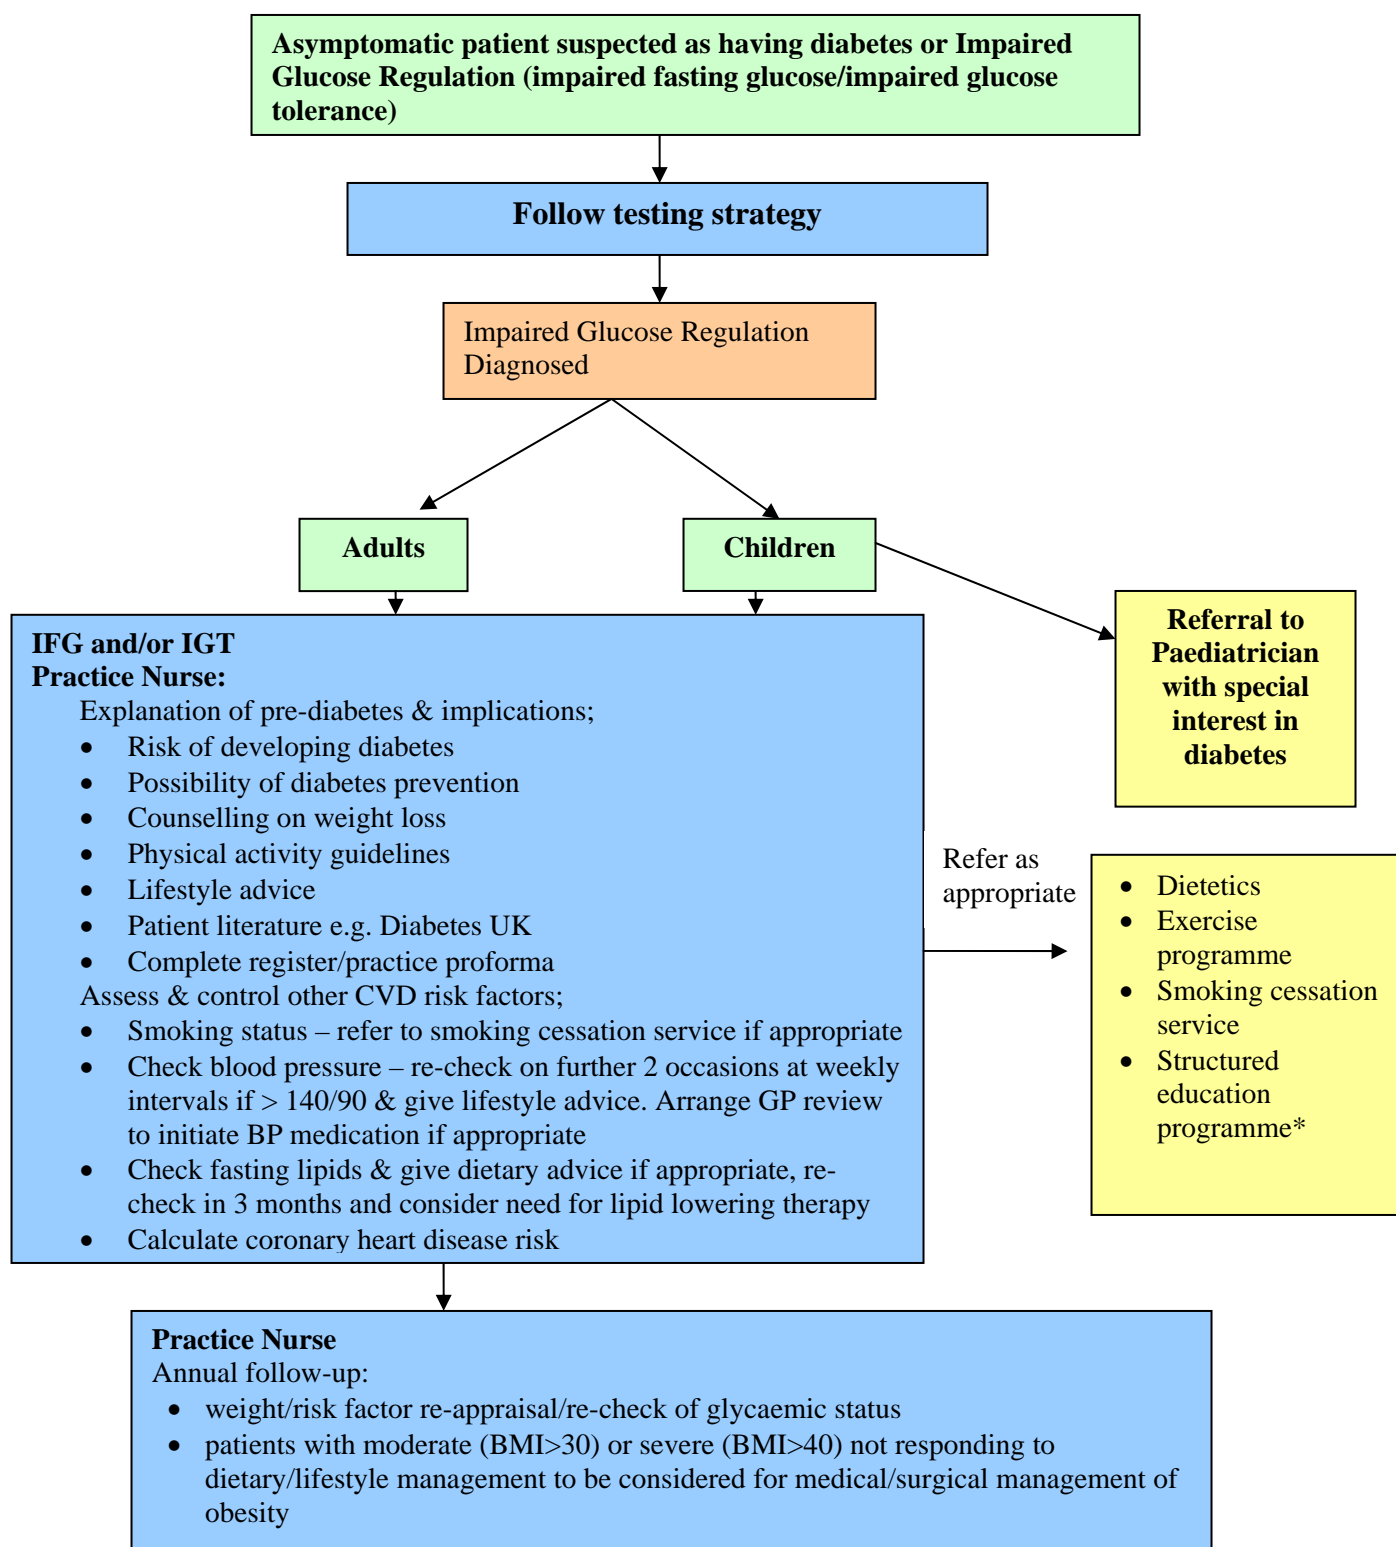 Asymptomatic patient suspected as having diabetes or Impaired
Glucose Regulation (impaired fasting glucose/impaired glucose
tolerance)
Follow testing strategy
Impaired Glucose Regulation
Diagnosed
Adults
Children
Referral to
Paediatrician
with special
interest in
diabetes
IFG and/or IGT
Practice Nurse:
Explanation of pre-diabetes & implications;
• Risk of developing diabetes
• Possibility of diabetes prevention
• Counselling on weight loss
• Physical activity guidelines
• Lifestyle advice
• Patient literature e.g. Diabetes UK
• Complete register/practice proforma
Assess & control other CVD risk factors;
• Smoking status – refer to smoking cessation service if appropriate
• Check blood pressure – re-check on further 2 occasions at weekly
intervals if > 140/90 & give lifestyle advice. Arrange GP review
to initiate BP medication if appropriate
• Check fasting lipids & give dietary advice if appropriate, re-
check in 3 months and consider need for lipid lowering therapy
• Calculate coronary heart disease risk
Refer as
appropriate
• Dietetics
• Exercise
programme
• Smoking cessation
service
• Structured
education
programme*
Practice Nurse
Annual follow-up:
• weight/risk factor re-appraisal/re-check of glycaemic status
• patients with moderate (BMI>30) or severe (BMI>40) not responding to
dietary/lifestyle management to be considered for medical/surgical management of
obesity